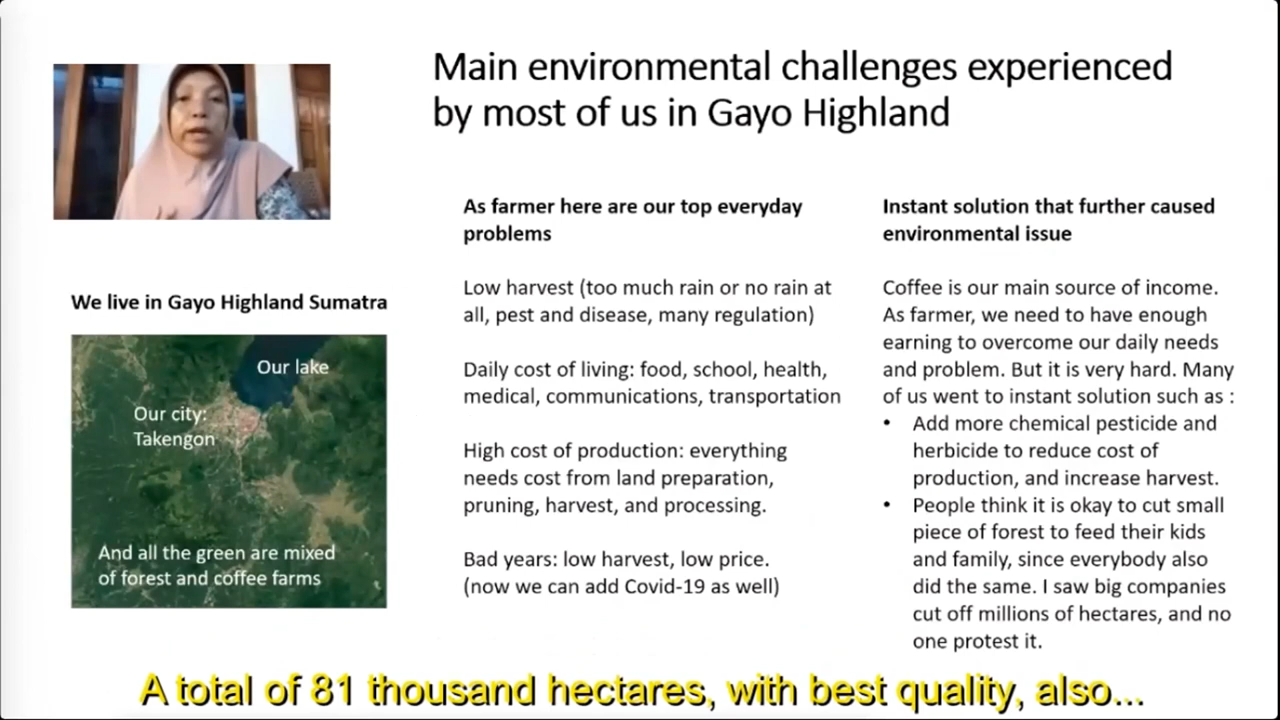 Main environmental challenges experienced
by most of us in Gayo Highland
We live in Gayo Highland Sumatra
Our lake
Our city:
Takengon
And all the green are mixed
of forest and coffee farms
As farmer here are our top everyday
problems
Low harvest (too much rain or no rain at
all, pest and disease, many regulation)
Daily cost of living: food, school, health,
medical, communications, transportation
High cost of production: everything
needs cost from land preparation,
pruning, harvest, and processing.
Bad years: low harvest, low price.
(now we can add Covid-19 as well)
Instant solution that further caused
environmental issue
Coffee is our main source of income.
As farmer, we need to have enough
earning to overcome our daily needs
and problem. But it is very hard. Many
of us went to instant solution such as :
• Add more chemical pesticide and
herbicide to reduce cost of
production, and increase harvest.
• People think it is okay to cut small
piece of forest to feed their kids
and family, since everybody also
did the same. I saw big companies
cut off millions of hectares, and no
one protest it.
A total of 81 thousand hectares, with best quality, also...